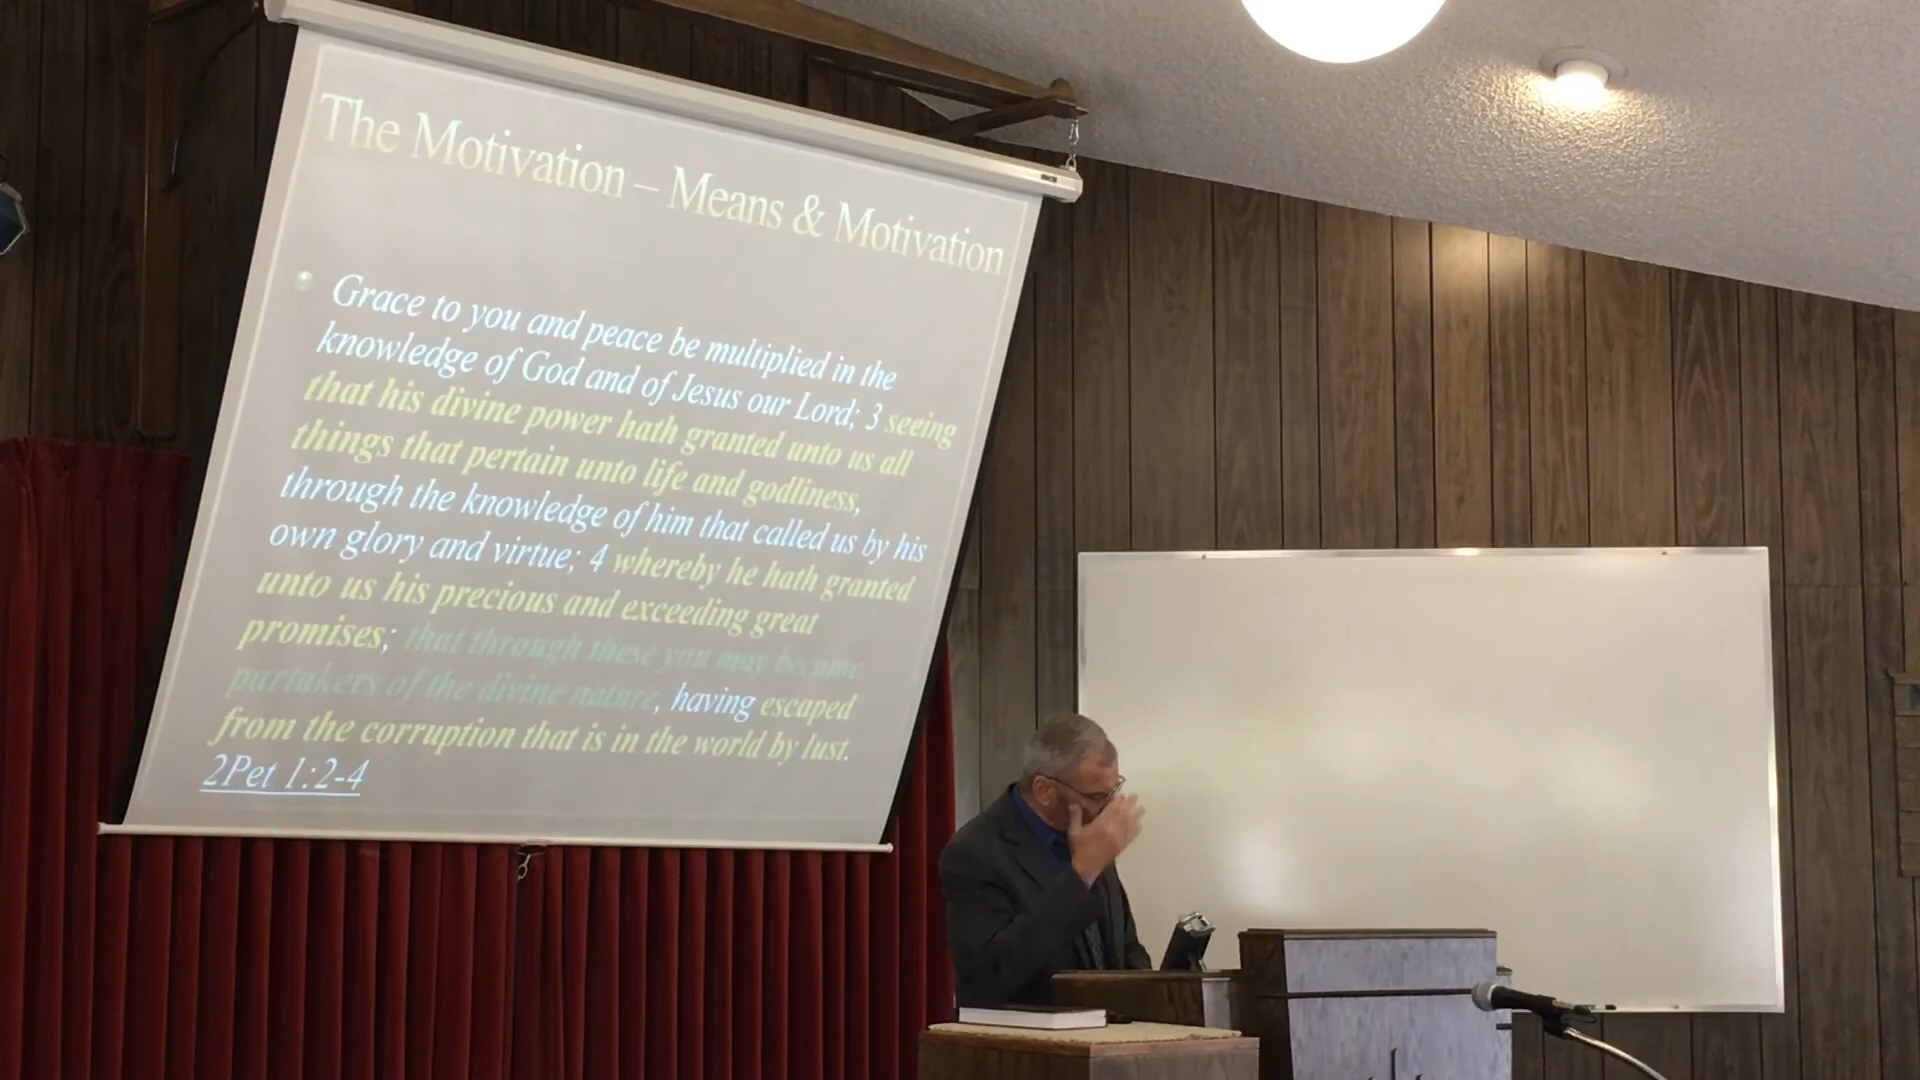 The Motivation – Means & Motivation
Grace to you and peace be multiplied in the
knowledge of God and of Jesus our Lord; 3 seeing
that his divine power hath granted unto us all
things that pertain unto life and godliness,
through the knowledge of him that called us by his
own glory and virtue; 4 whereby he hath granted
unto us his precious and exceeding great
promises; that through these you may become
partakers of the divine nature, having escaped
from the corruption that is in the world by lust.
2Pet 1:2-4